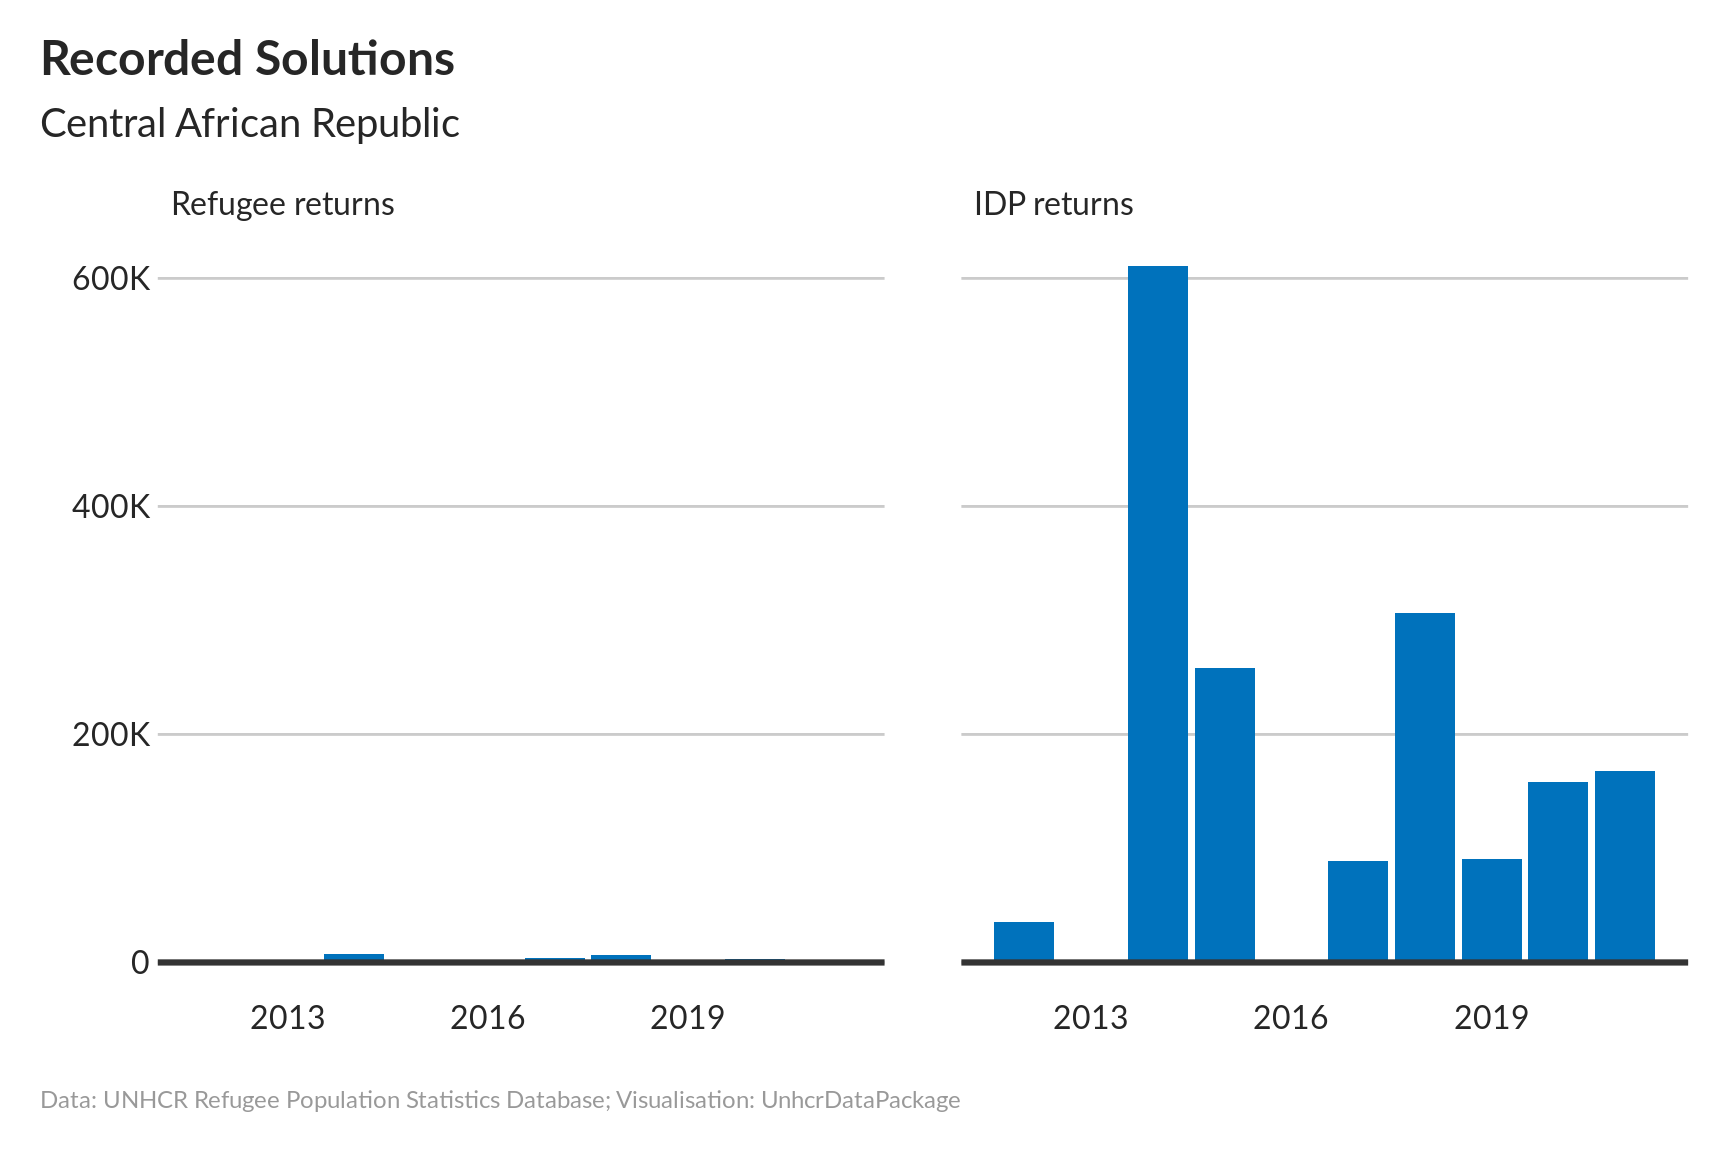 Recorded Solutions
Central African Republic
Refugee returns
IDP returns
600K
400K
200K
0
2013 2016 2019
2013 2016 2019
Data: UNHCR Refugee Population Statistics Database; Visualisation: UnhcrDataPackage